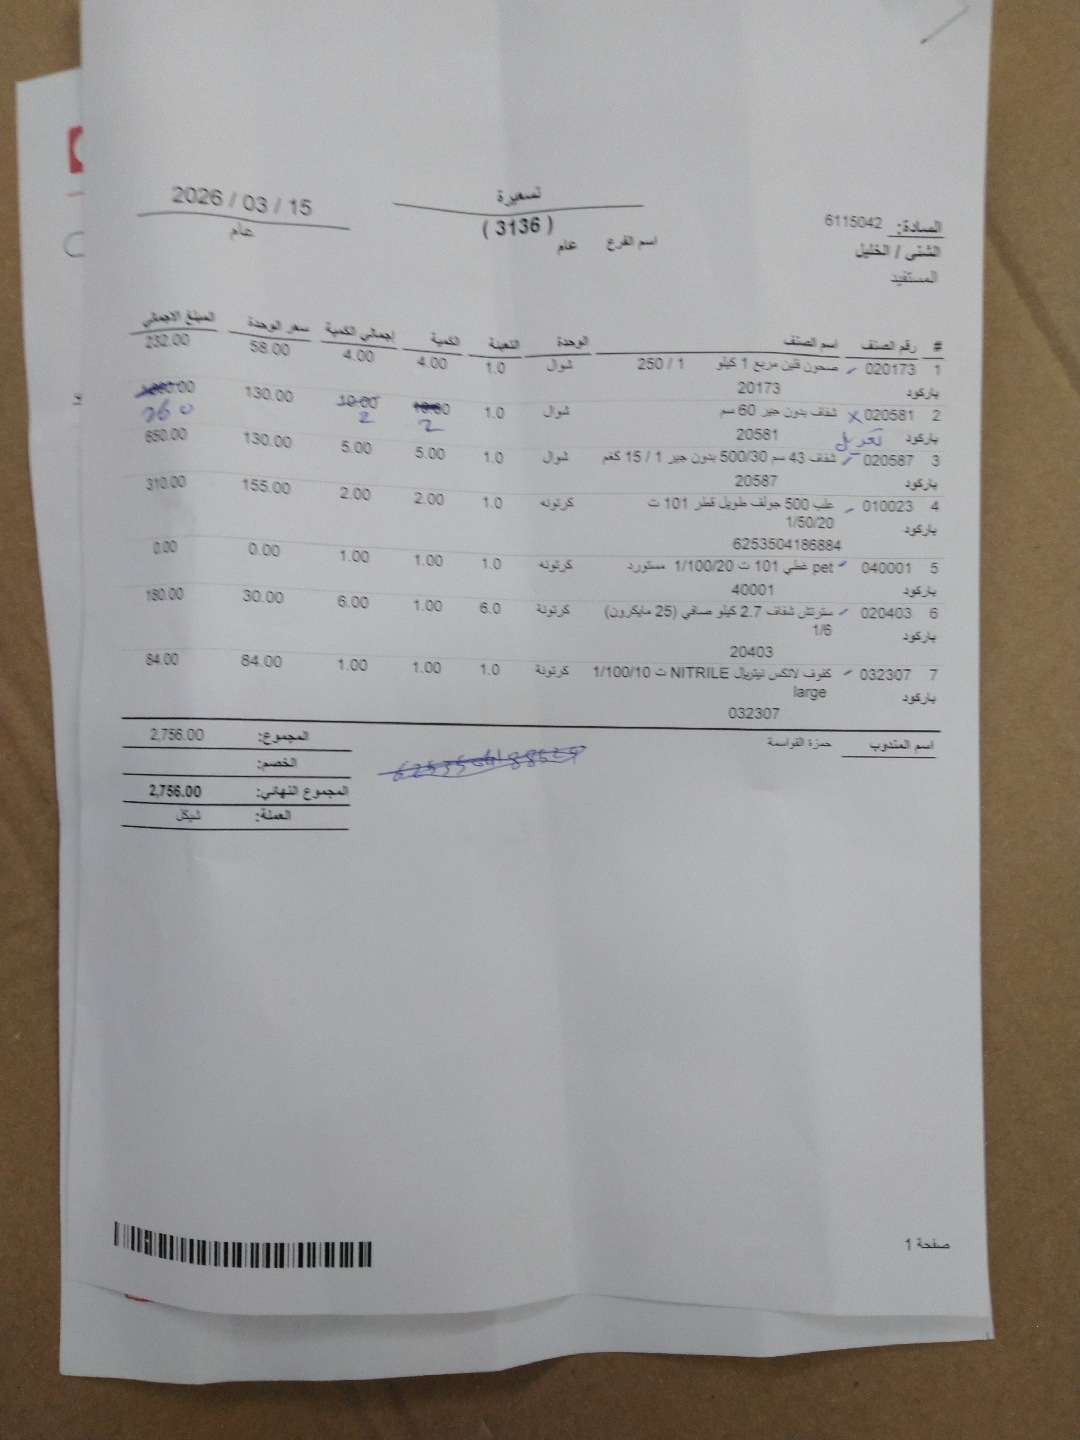 تسعيرة
2026 / 03 / 15
( 3136 )
عام
السادة: 6115042
اسم الفرع عام
الشني / الخليل
المستفيد
# رقم الصنف اسم الصنف الوحدة التعبئة الكمية إجمالي الكمية سعر الوحدة المبلغ الاجمالي
1 020173 صحون فلين مربع 1 كيلو 1 / 250 شوال 1.0 4.00 4.00 58.00 232.00
باركود 20173
2 020581 x شفاف بدون جير 60 سم شوال 1.0 10.00 10.00 130.00 1300.00
2 2 260
باركود 20581 تعديل
3 020587 شفاف 43 سم 500/30 بدون جير 1 / 15 كغم شوال 1.0 5.00 5.00 130.00 650.00
باركود 20587
4 010023 علب 500 جولف طويل قطر 101 ت كرتونه 1.0 2.00 2.00 155.00 310.00
1/50/20
باركود 6253504186884
5 040001 pet غطي 101 ت 1/100/20 مستورد كرتونه 1.0 1.00 1.00 0.00 0.00
باركود 40001
6 020403 سترتش شفاف 2.7 كيلو صافي (25 مايكرون) كرتونة 6.0 1.00 6.00 30.00 180.00
1/6
باركود 20403
7 032307 كفوف لاتكس نيتريال NITRILE ت 1/100/10 كرتونة 1.0 1.00 1.00 84.00 84.00
large
باركود 032307
اسم المندوب حمزة القواسمة
المجموع: 2,756.00
الخصم:
المجموع النهائي: 2,756.00
العملة: شيكل
صفحة 1